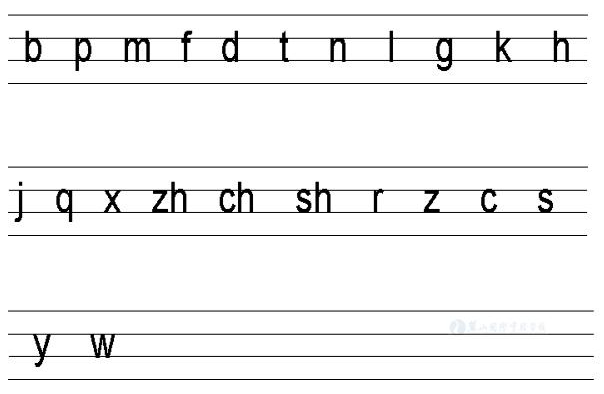 b p m f d t n l g k h
j q x zh ch sh r z c s
y w